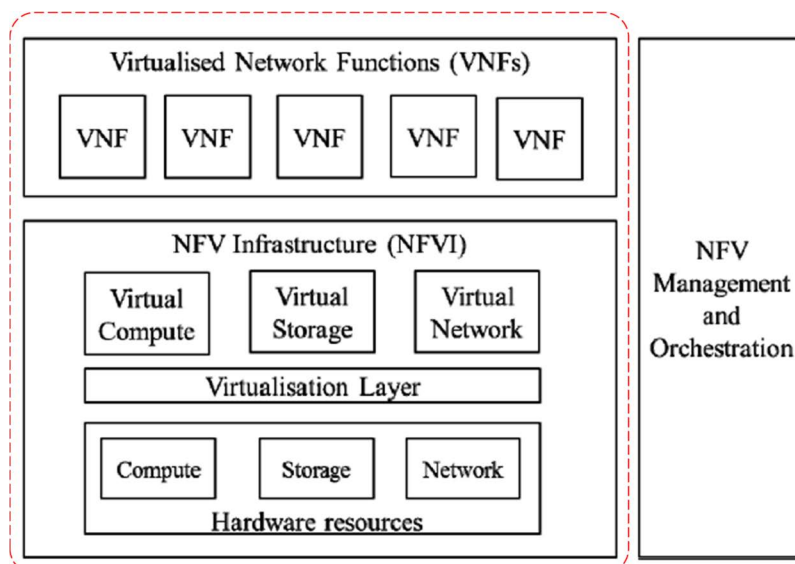 Virtualised Network Functions (VNFs)
VNF
VNF
VNF
VNF
VNF
NFV Infrastructure (NFVI)
Virtual
Compute
Virtual
Storage
Virtual
Network
Virtualisation Layer
Compute
Storage
Network
Hardware resources
NFV
Management
and
Orchestration